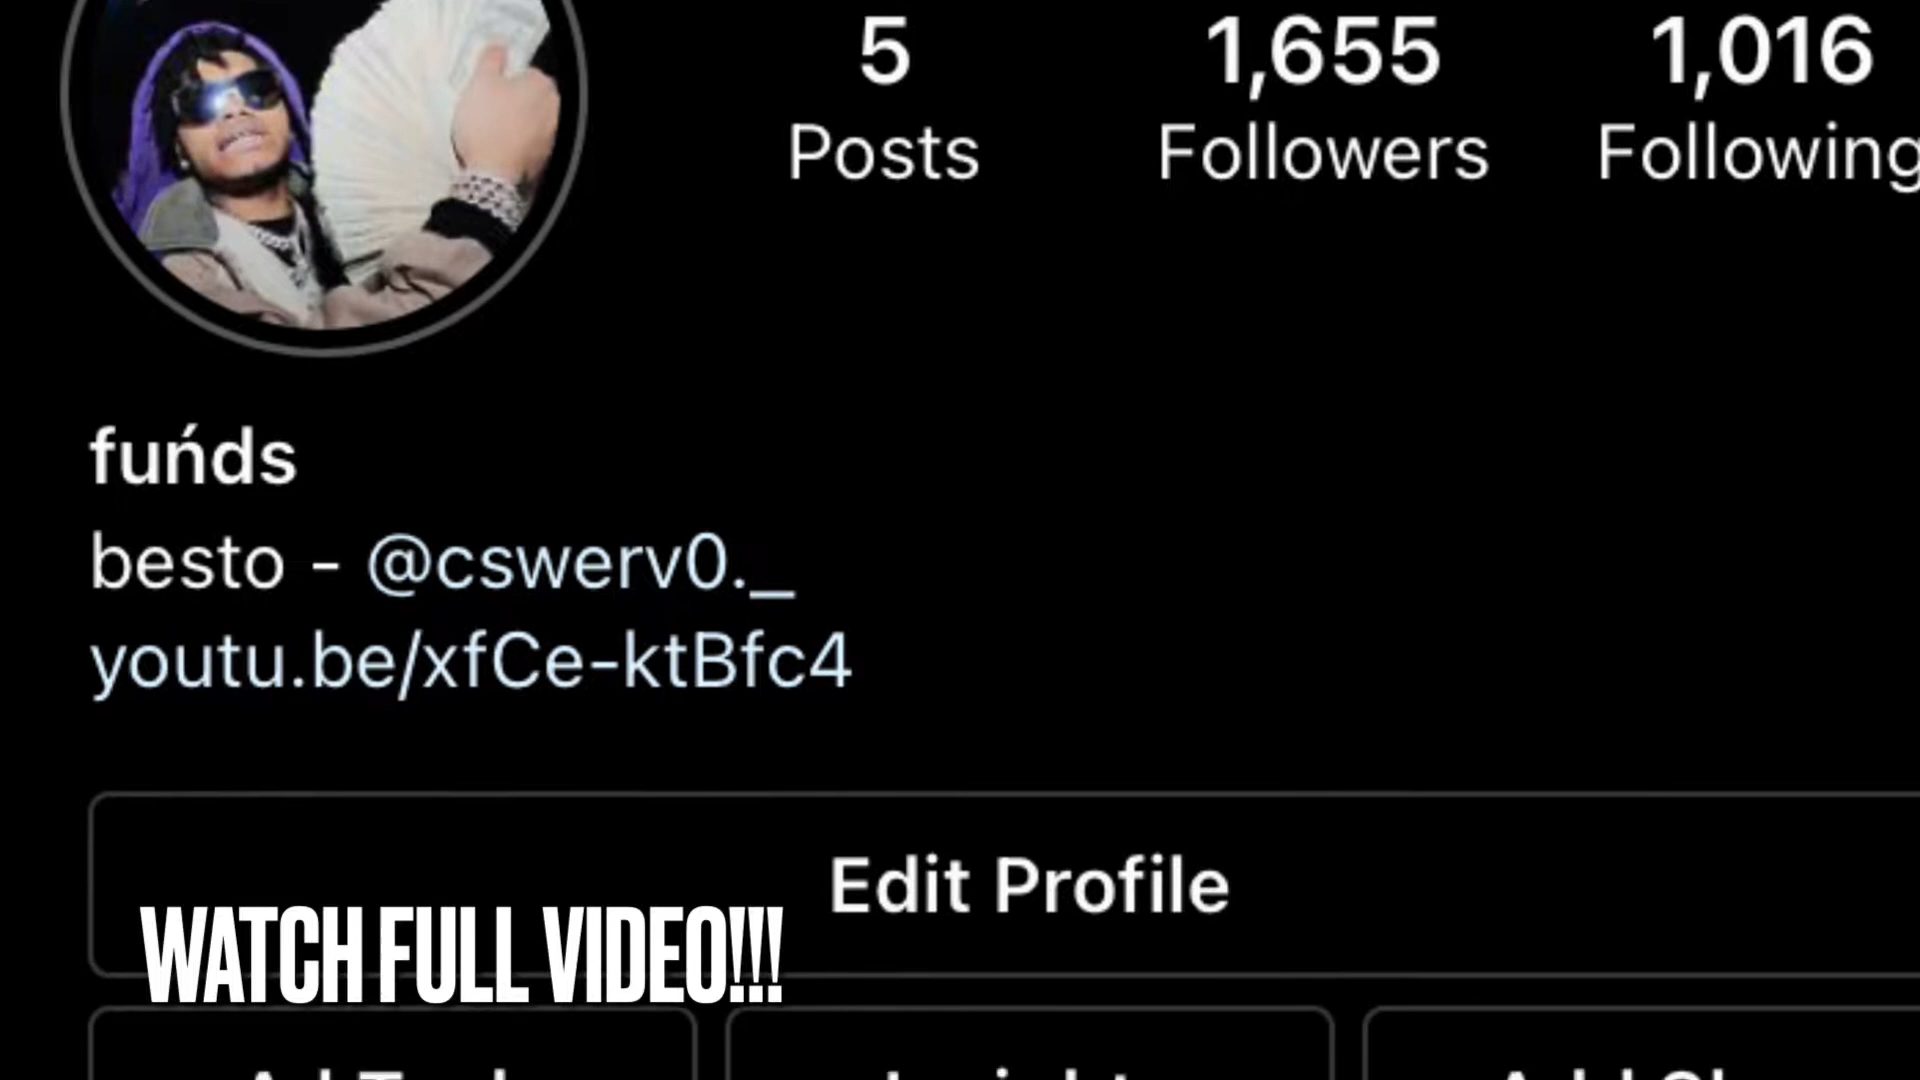 5 1,655 1,016
Posts Followers Following
fuńds
besto - @cswerv0._
youtu.be/xfCe-ktBfc4
Edit Profile
WATCH FULL VIDEO!!!